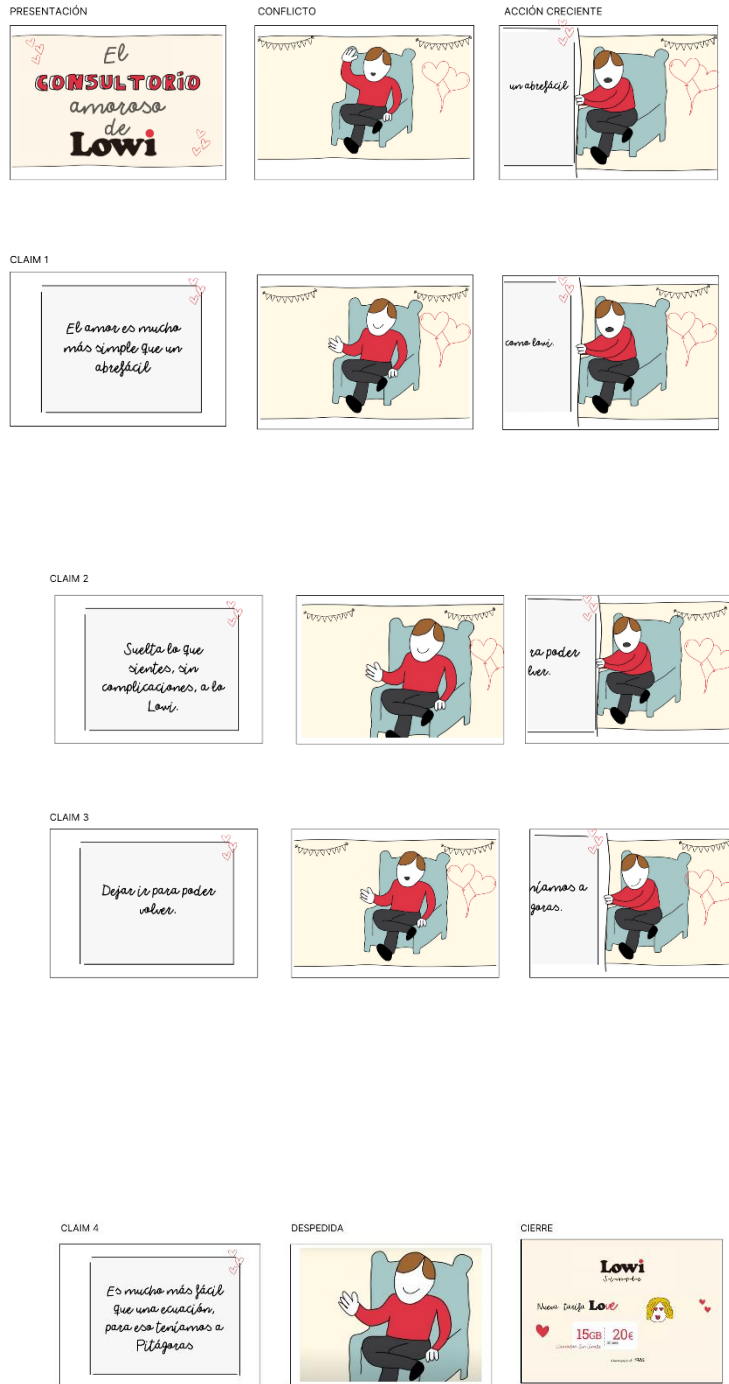 PRESENTACIÓN
CONFLICTO
ACCIÓN CRECIENTE
El
CONSULTORIO
amoroso
de
Lowi
un abrefácil
CLAIM 1
El amor es mucho
más simple que un
abrefácil
como lowi.
CLAIM 2
Suelta lo que
sientes, sin
complicaciones, a lo
Lowi.
ra poder
lver.
CLAIM 3
Dejar ir para poder
volver.
níamos a
goras.
CLAIM 4
DESPEDIDA
CIERRE
Es mucho más fácil
que una ecuación,
para eso teníamos a
Pitágoras
Lowi
Nueva tarifa Love
15GB 20€